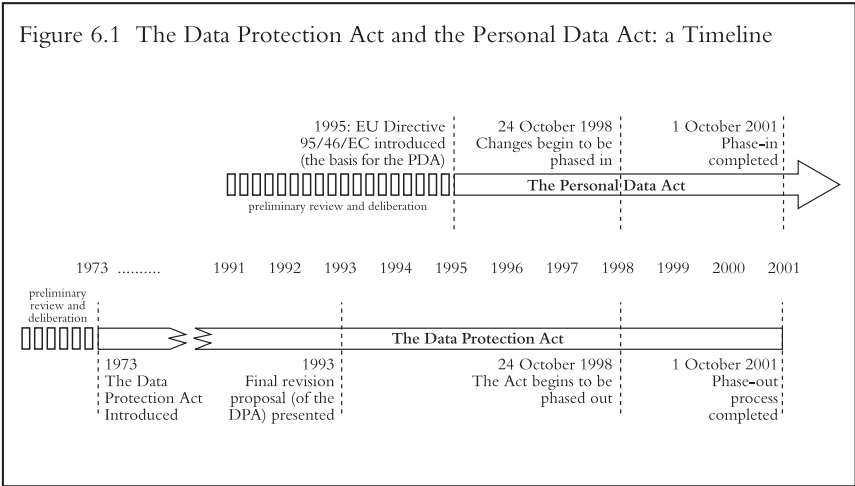 Figure 6.1 The Data Protection Act and the Personal Data Act: a Timeline
1995: EU Directive
95/46/EC introduced
(the basis for the PDA)
24 October 1998
Changes begin to be
phased in
1 October 2001
Phase-in
completed
The Personal Data Act
preliminary review and deliberation
1973 .......... 1991 1992 1993 1994 1995 1996 1997 1998 1999 2000 2001
preliminary
review and
deliberation
The Data Protection Act
1973
The Data
Protection Act
Introduced
1993
Final revision
proposal (of the
DPA) presented
24 October 1998
The Act begins to be
phased out
1 October 2001
Phase-out
process
completed